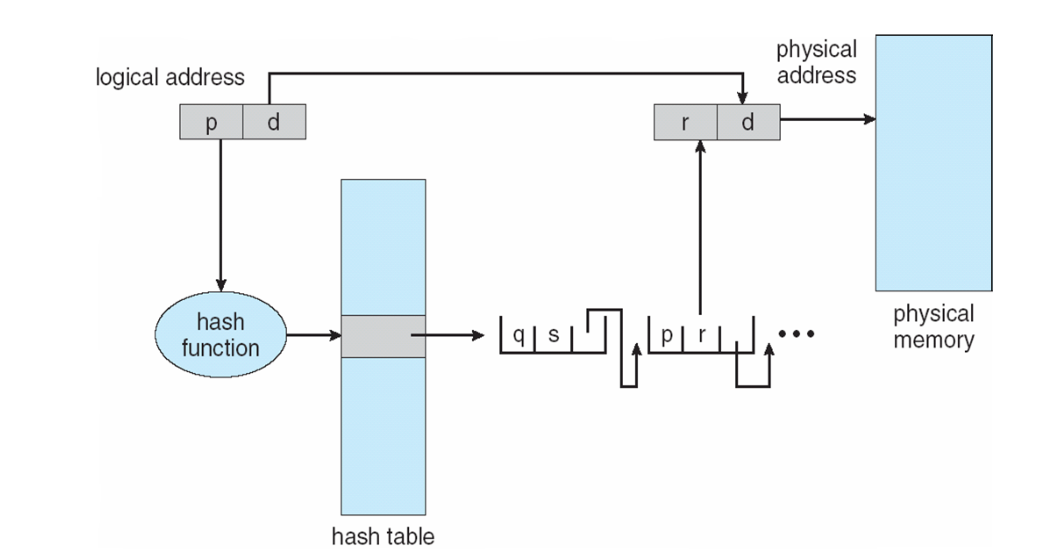 logical address
p d
physical
address
r d
hash
function
q s
p r
physical
memory
hash table